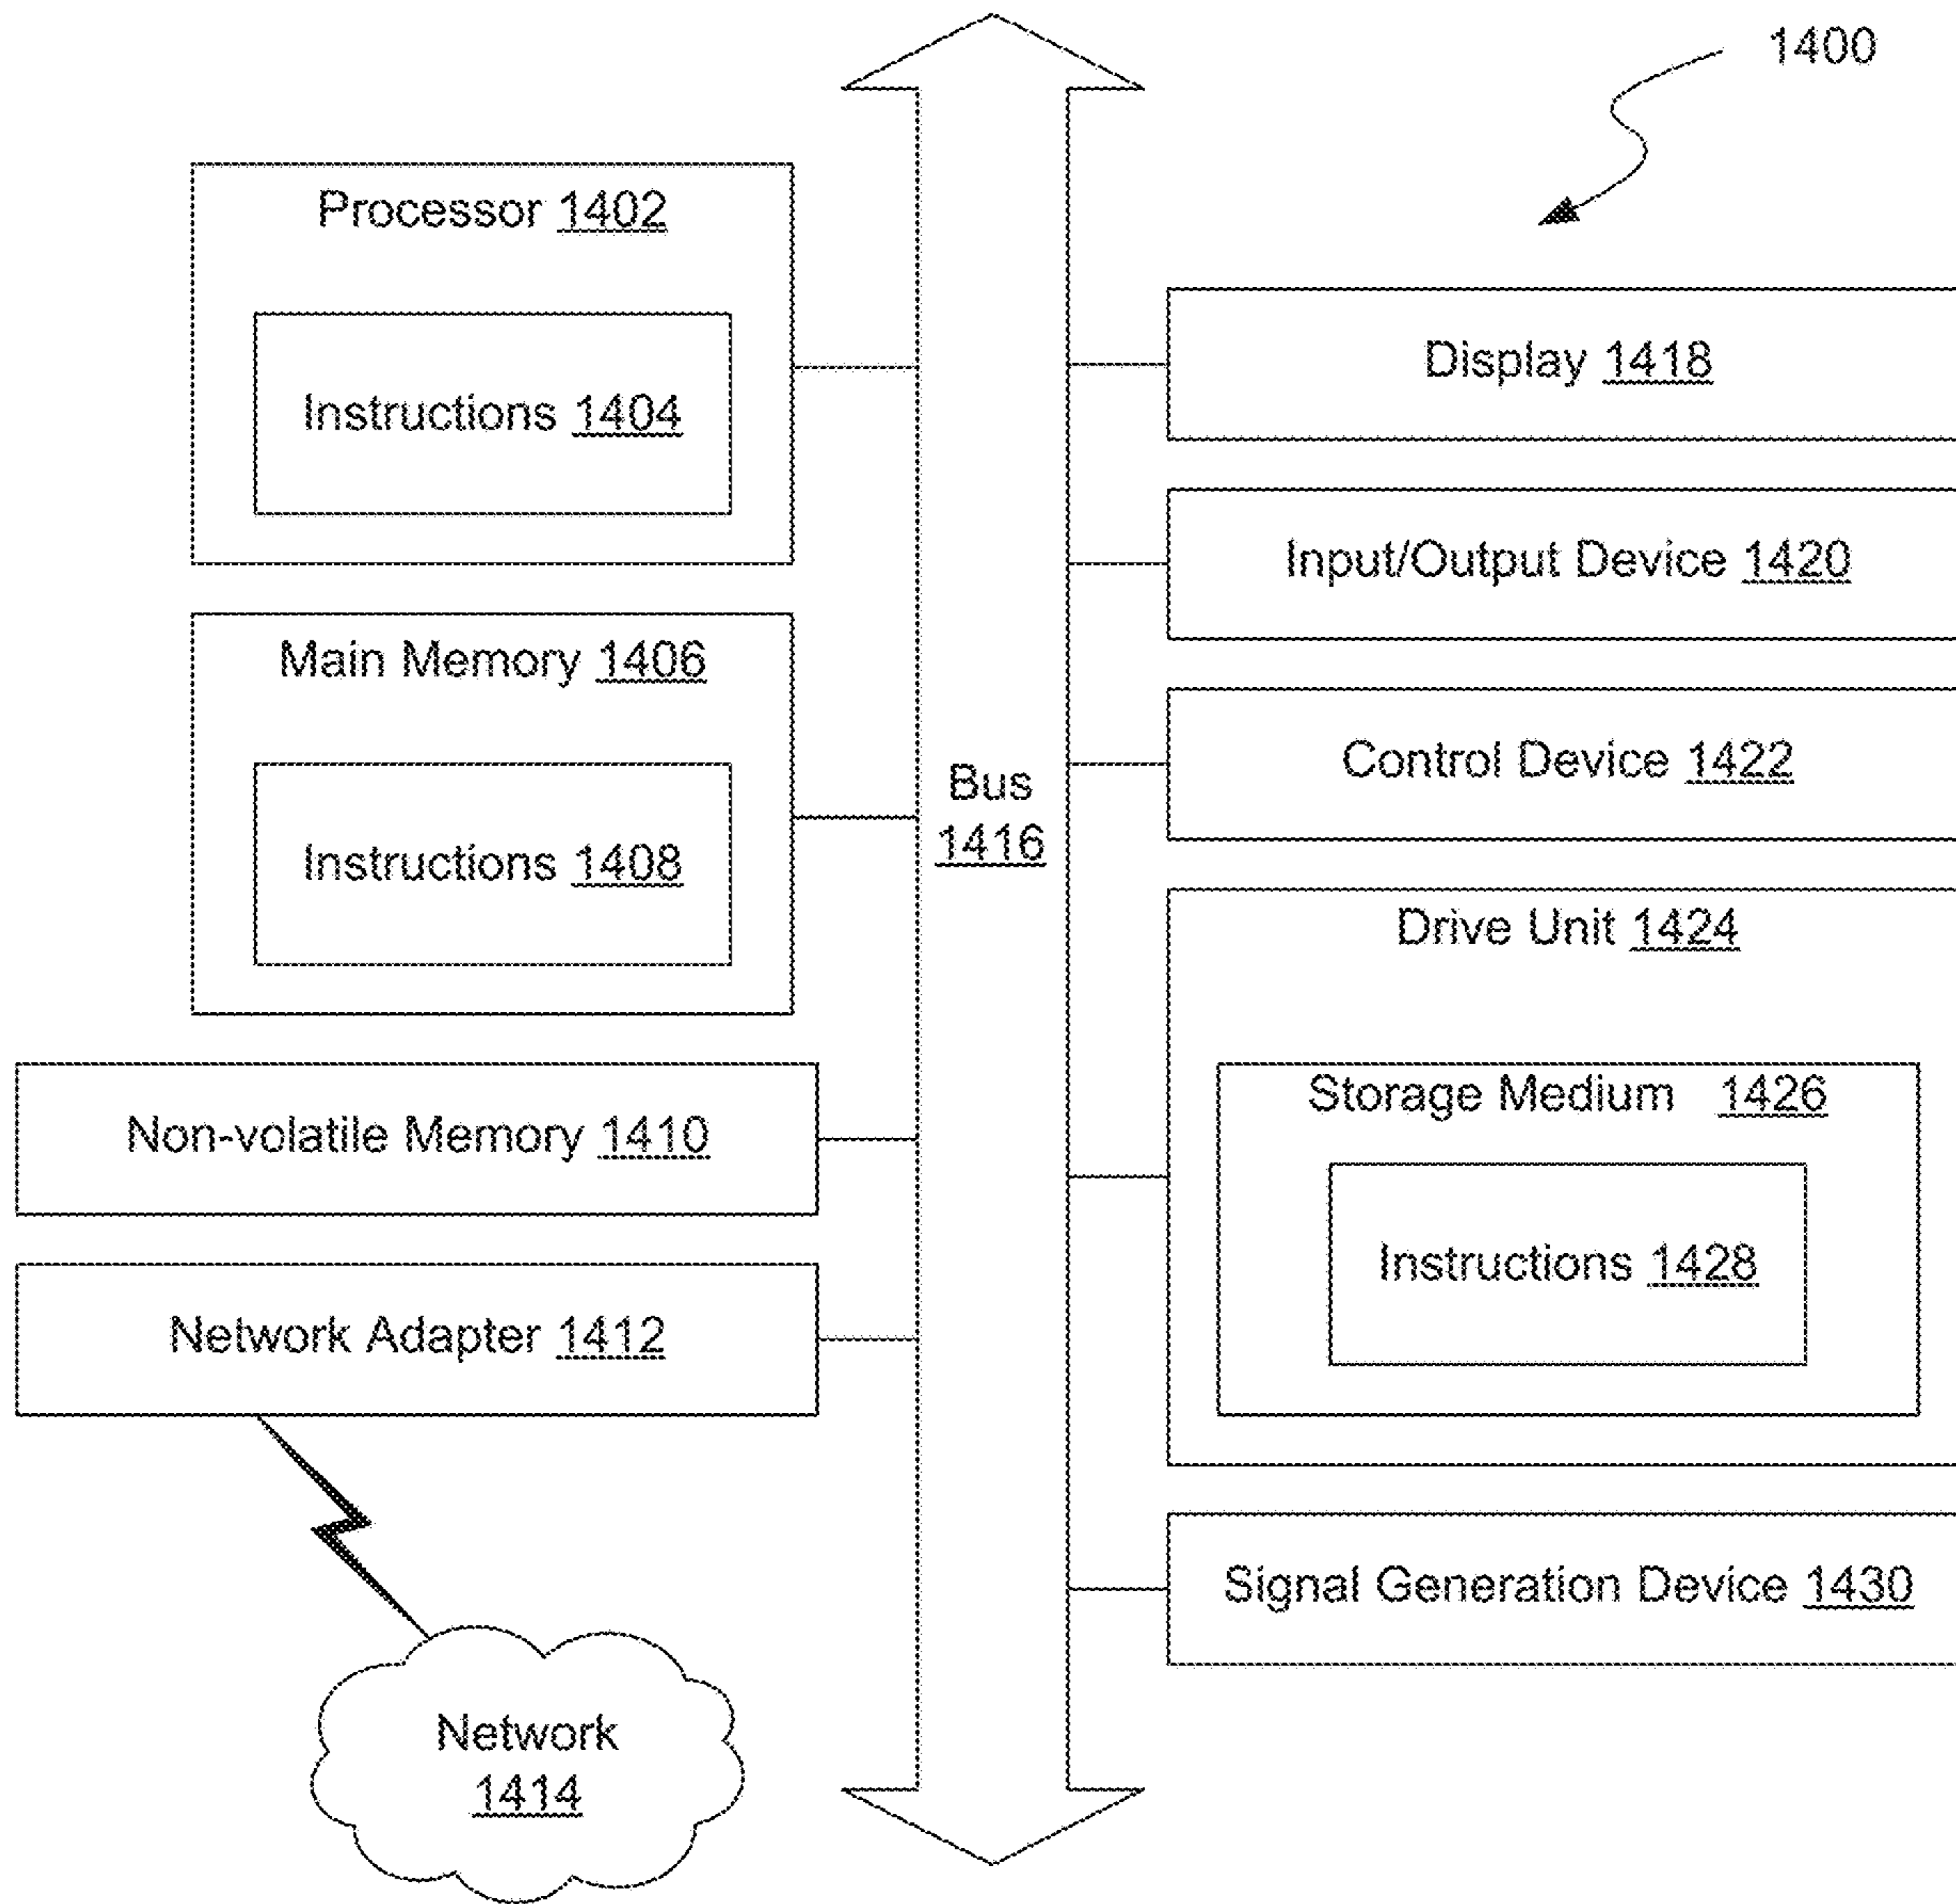 1400
Processor 1402
Instructions 1404
Main Memory 1406
Instructions 1408
Non-volatile Memory 1410
Network Adapter 1412
Network
1414
Bus
1416
Display 1418
Input/Output Device 1420
Control Device 1422
Drive Unit 1424
Storage Medium 1426
Instructions 1428
Signal Generation Device 1430